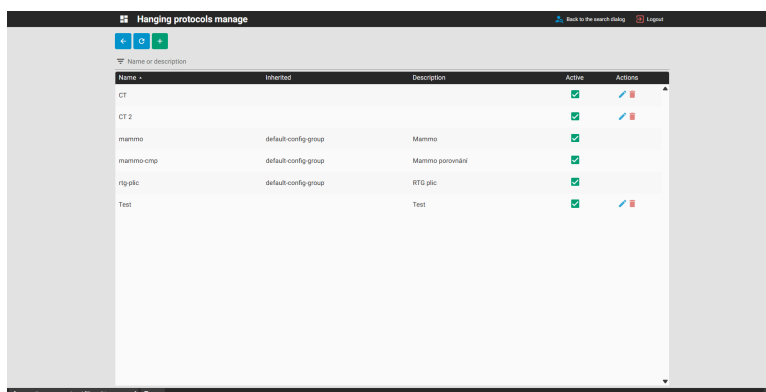 Hanging protocols manage
Back to the search dialog
Logout
Name or description
Name Inherited Description Active Actions
CT
CT 2
mammo default-config-group Mammo
mammo-cmp default-config-group Mammo porovnání
rtg-plic default-config-group RTG plic
Test Test